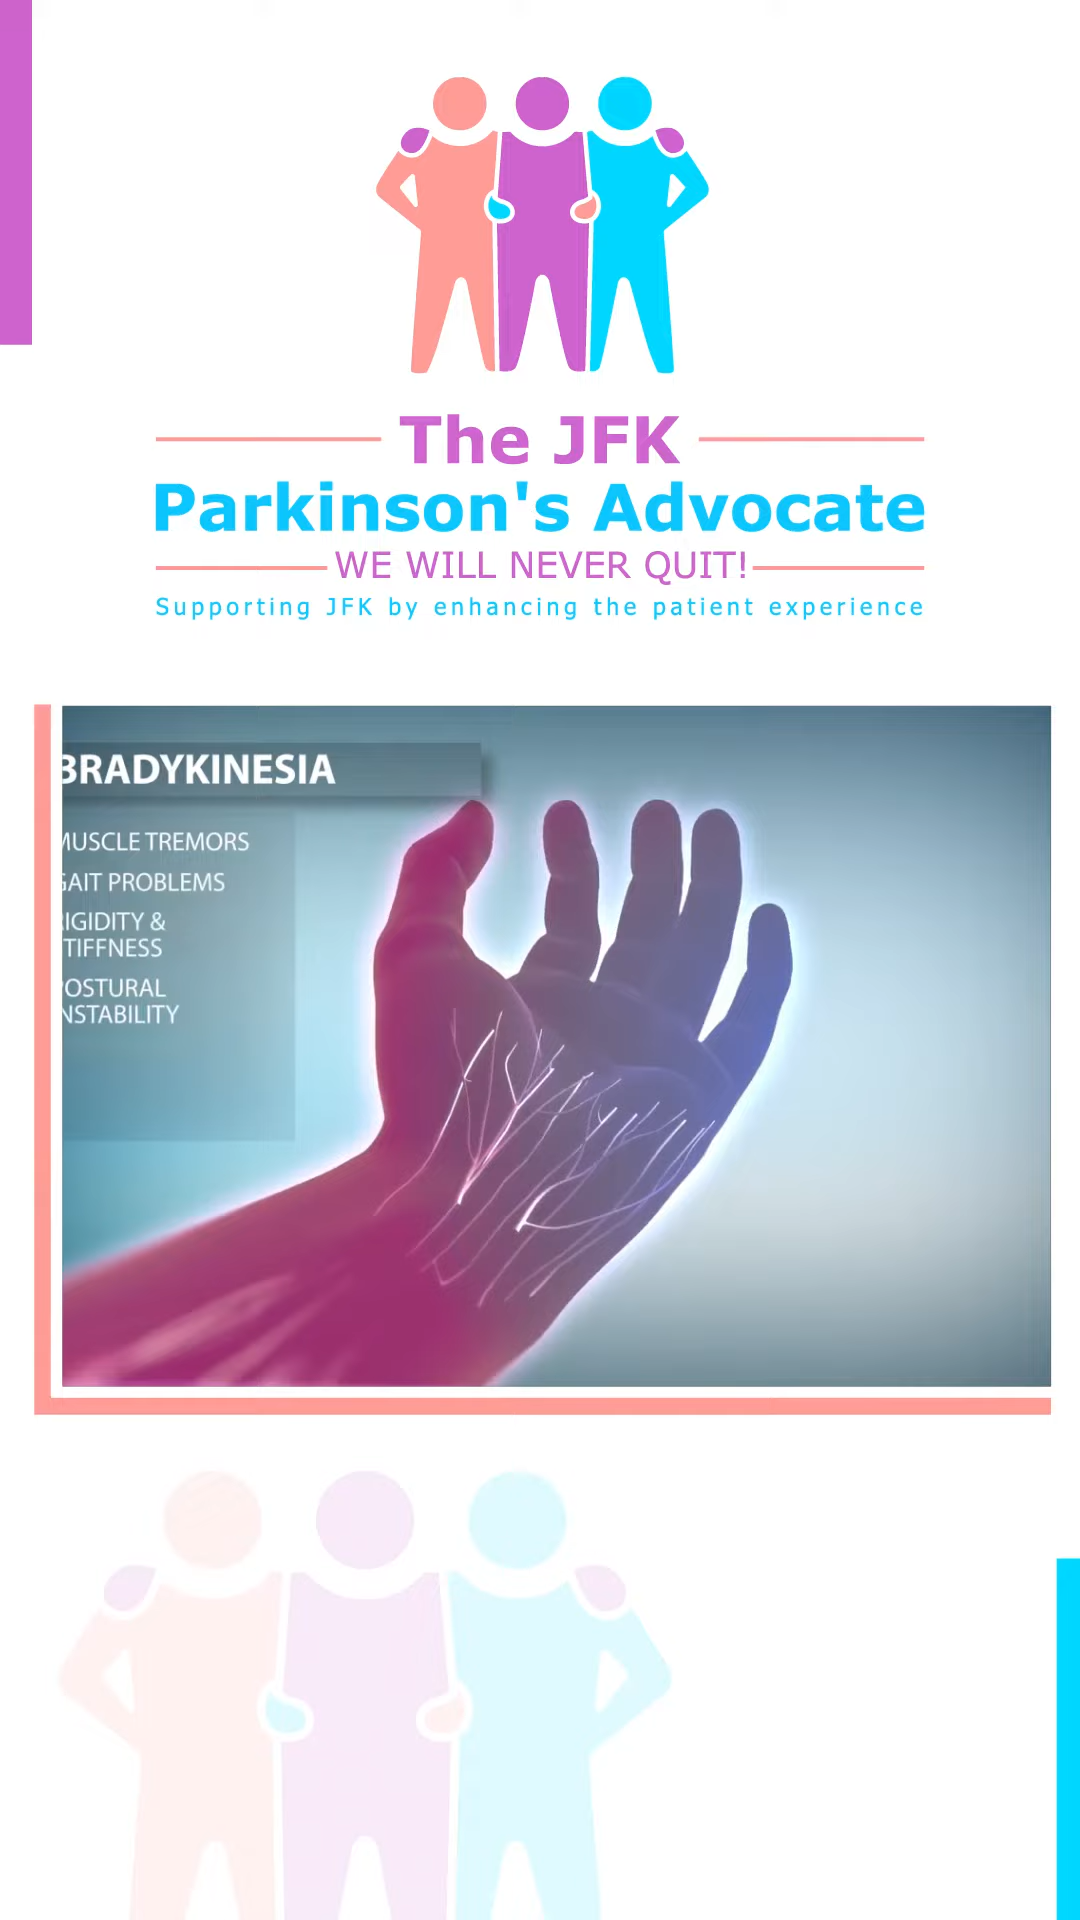 The JFK
Parkinson's Advocate
WE WILL NEVER QUIT!
Supporting JFK by enhancing the patient experience
BRADYKINESIA
MUSCLE TREMORS
GAIT PROBLEMS
RIGIDITY &
STIFFNESS
POSTURAL
INSTABILITY